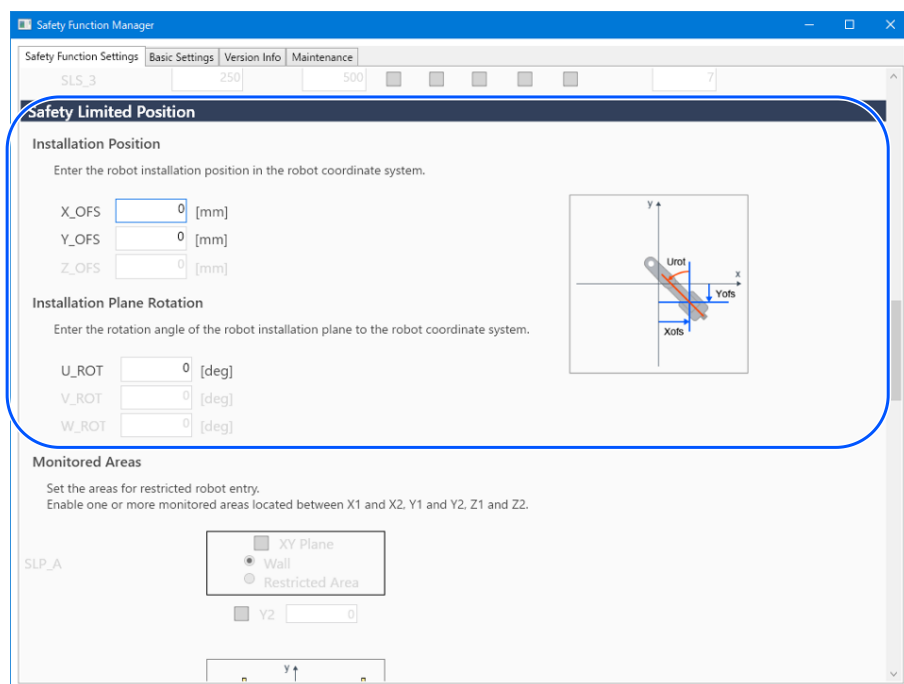 Safety Function Manager
Safety Function Settings Basic Settings Version Info Maintenance
SLS_3 250 500 7
Safety Limited Position
Installation Position
Enter the robot installation position in the robot coordinate system.
X_OFS 0 [mm]
Y_OFS 0 [mm]
Z_OFS 0 [mm]
y
Urot
x
Yofs
Xofs
Installation Plane Rotation
Enter the rotation angle of the robot installation plane to the robot coordinate system.
U_ROT 0 [deg]
V_ROT 0 [deg]
W_ROT 0 [deg]
Monitored Areas
Set the areas for restricted robot entry.
Enable one or more monitored areas located between X1 and X2, Y1 and Y2, Z1 and Z2.
SLP_A
XY Plane
Wall
Restricted Area
Y2 0
y